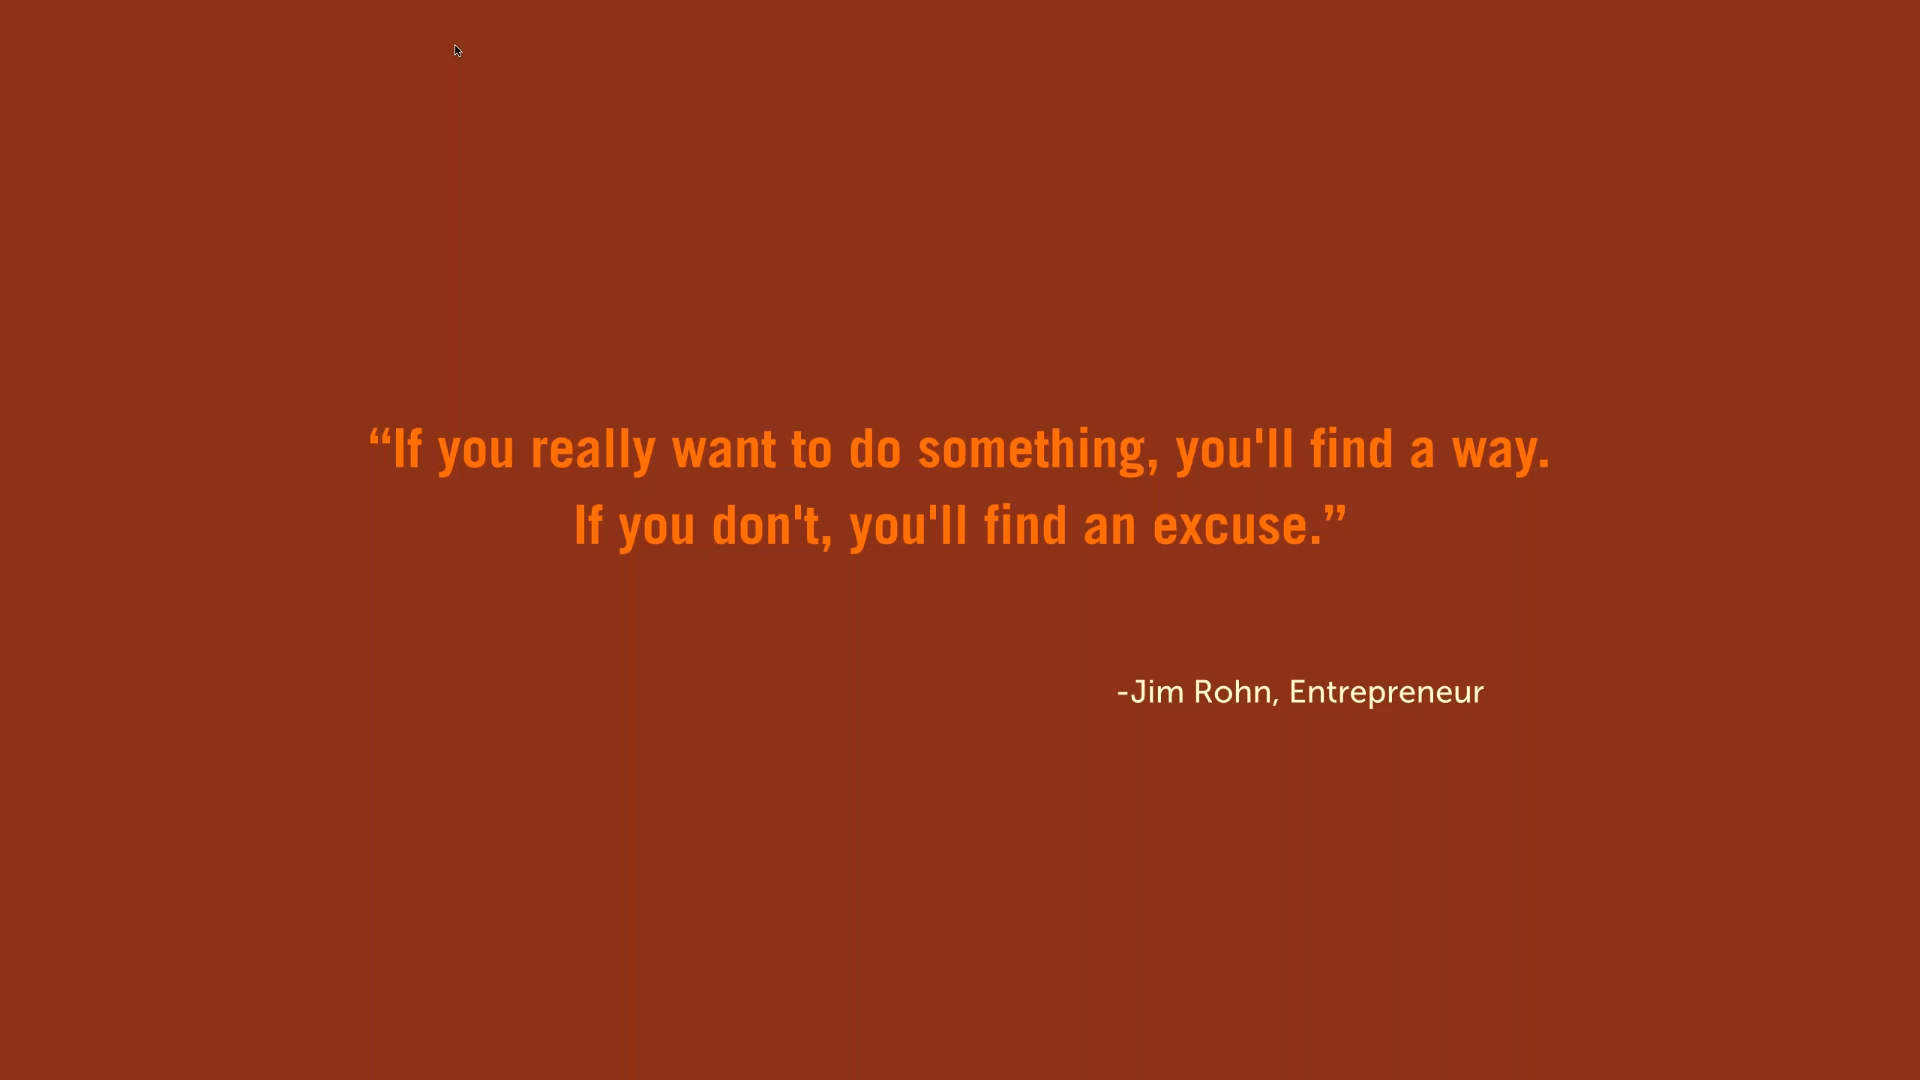 “If you really want to do something, you'll find a way.
If you don't, you'll find an excuse.”
-Jim Rohn, Entrepreneur